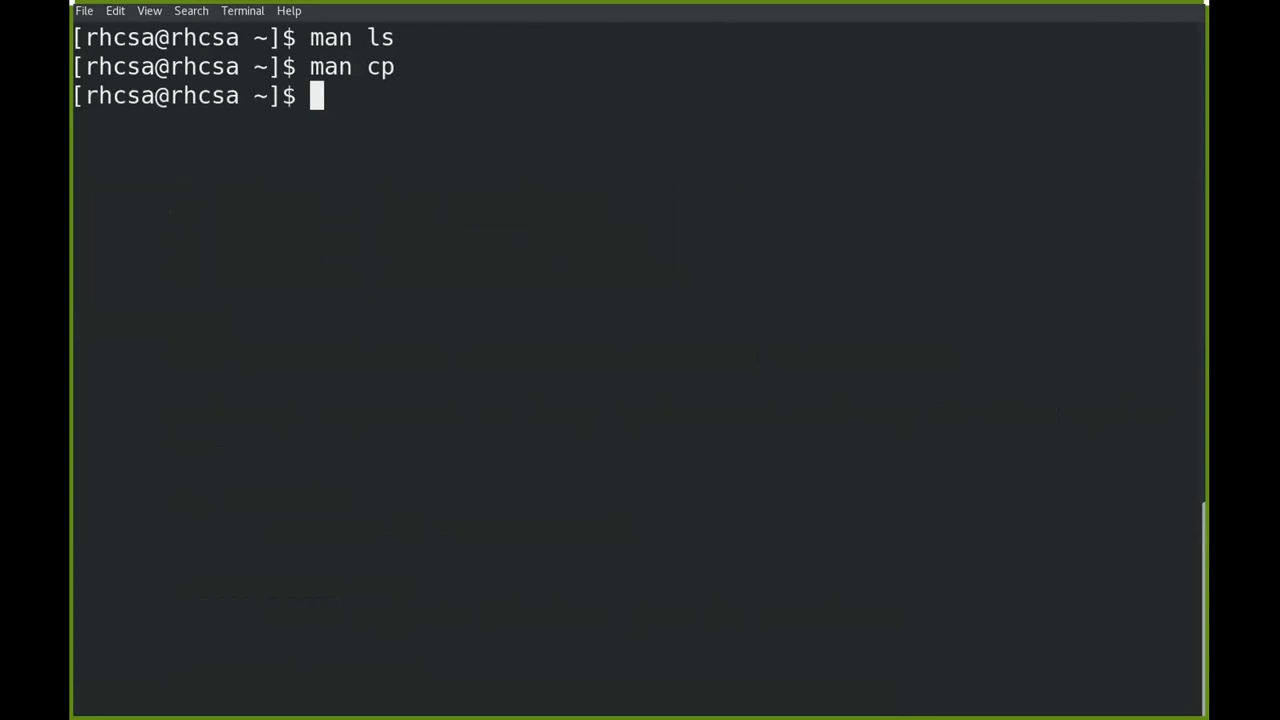 File Edit View Search Terminal Help
[rhcsa@rhcsa ~]$ man ls
[rhcsa@rhcsa ~]$ man cp
[rhcsa@rhcsa ~]$